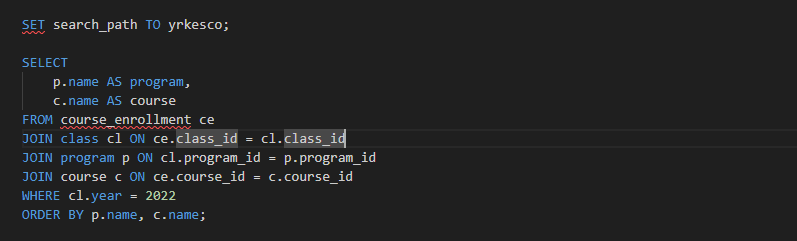 SET search_path TO yrkesco;
SELECT
p.name AS program,
c.name AS course
FROM course_enrollment ce
JOIN class cl ON ce.class_id = cl.class_id
JOIN program p ON cl.program_id = p.program_id
JOIN course c ON ce.course_id = c.course_id
WHERE cl.year = 2022
ORDER BY p.name, c.name;